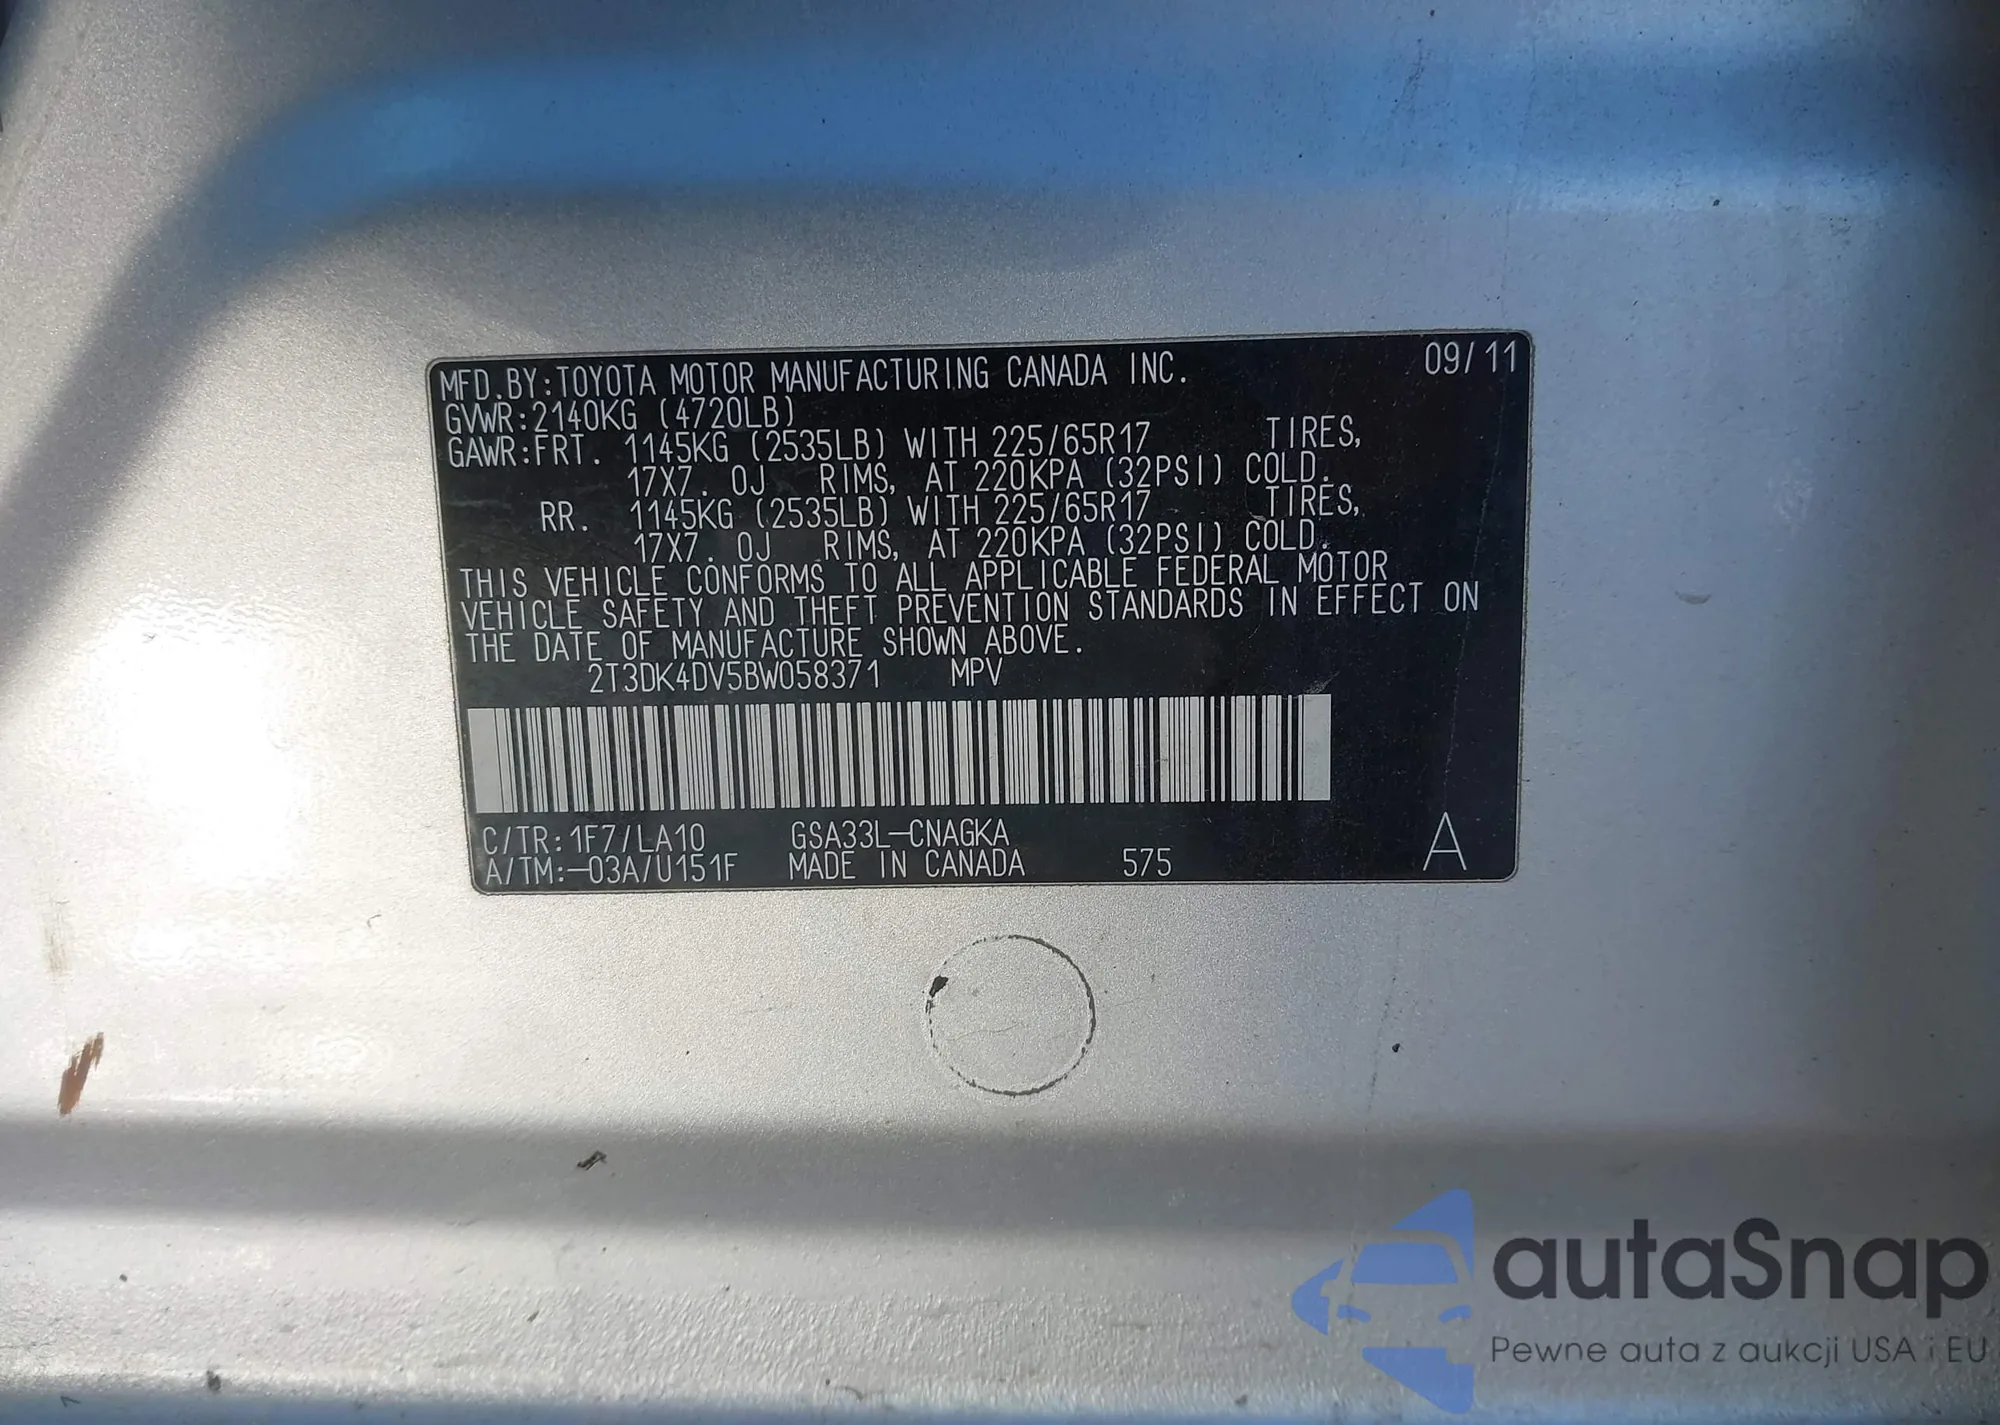 MFD.BY:TOYOTA MOTOR MANUFACTURING CANADA INC. 09/11
GVWR:2140KG (4720LB)
GAWR:FRT. 1145KG (2535LB) WITH 225/65R17 TIRES,
17X7.0J RIMS, AT 220KPA (32PSI) COLD.
RR. 1145KG (2535LB) WITH 225/65R17 TIRES,
17X7.0J RIMS, AT 220KPA (32PSI) COLD.
THIS VEHICLE CONFORMS TO ALL APPLICABLE FEDERAL MOTOR
VEHICLE SAFETY AND THEFT PREVENTION STANDARDS IN EFFECT ON
THE DATE OF MANUFACTURE SHOWN ABOVE.
2T3DK4DV5BW058371 MPV
C/TR:1F7/LA10 GSA33L-CNAGKA
A/TM:-03A/U151F MADE IN CANADA 575 A
autaSnap
Pewne auta z aukcji USA i EU